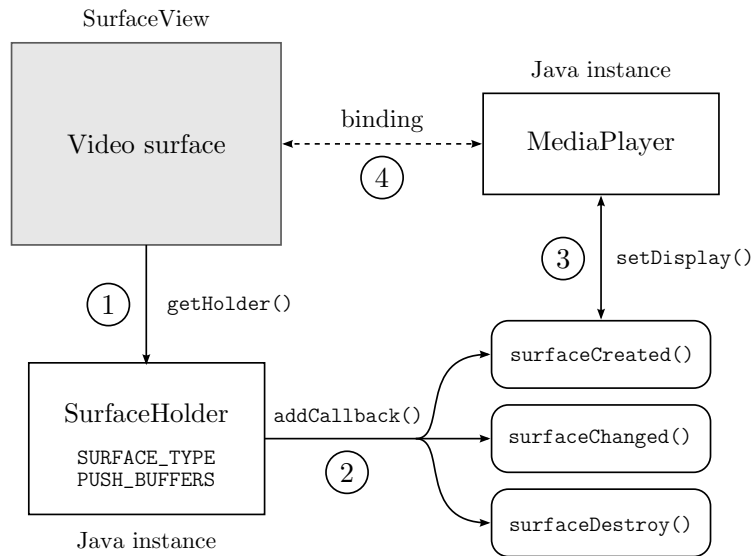 SurfaceView
Video surface
Java instance
MediaPlayer
binding
4
3
setDisplay()
1
getHolder()
SurfaceHolder
SURFACE_TYPE
PUSH_BUFFERS
Java instance
addCallback()
2
surfaceCreated()
surfaceChanged()
surfaceDestroy()